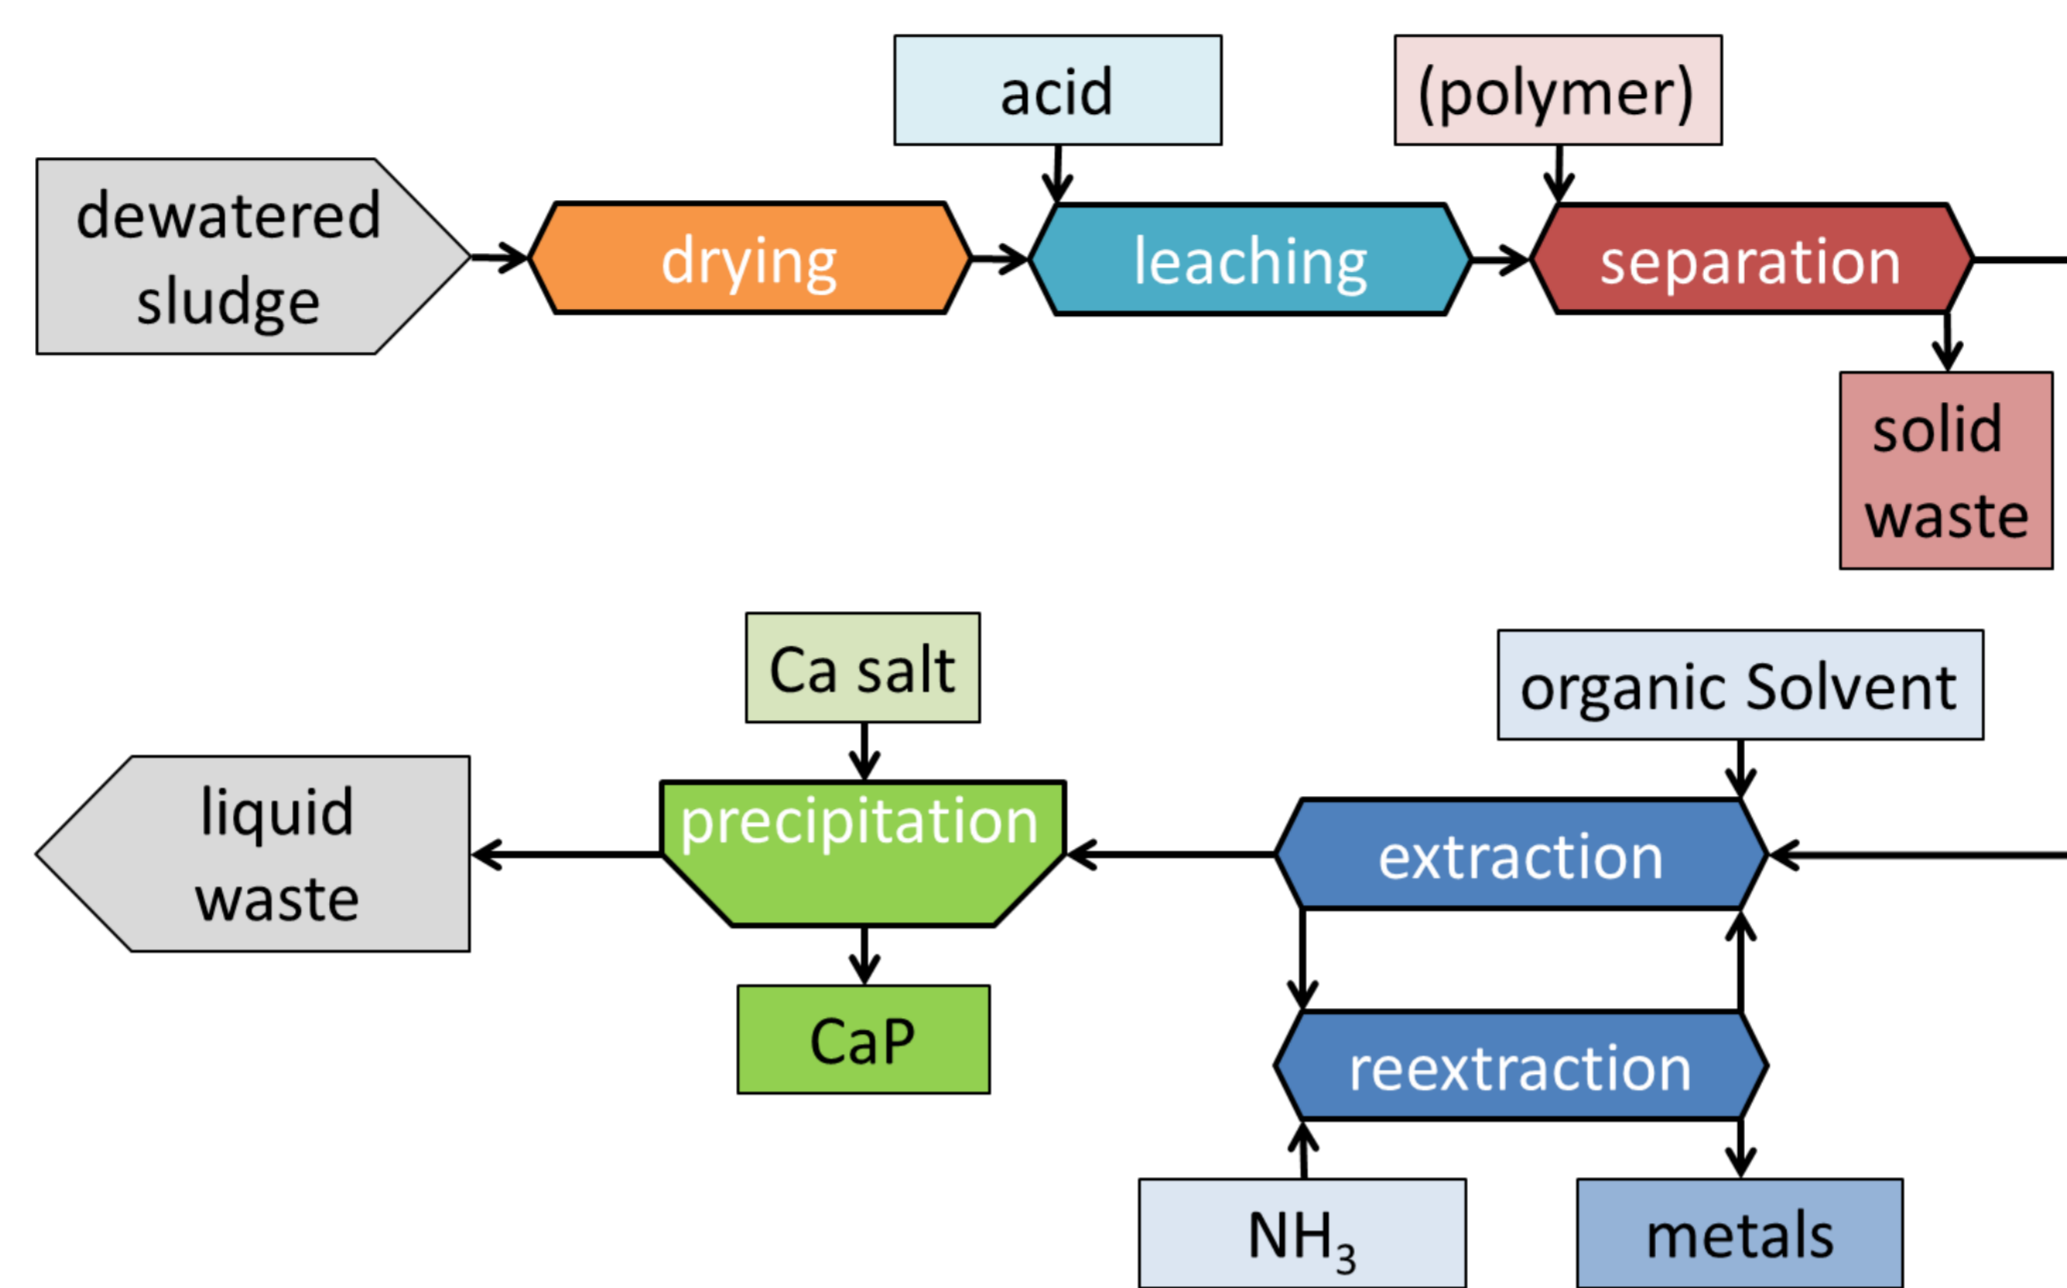 acid
(polymer)
dewatered
sludge
drying
leaching
separation
solid
waste
Ca salt
organic Solvent
liquid
waste
precipitation
extraction
CaP
reextraction
NH₃
metals